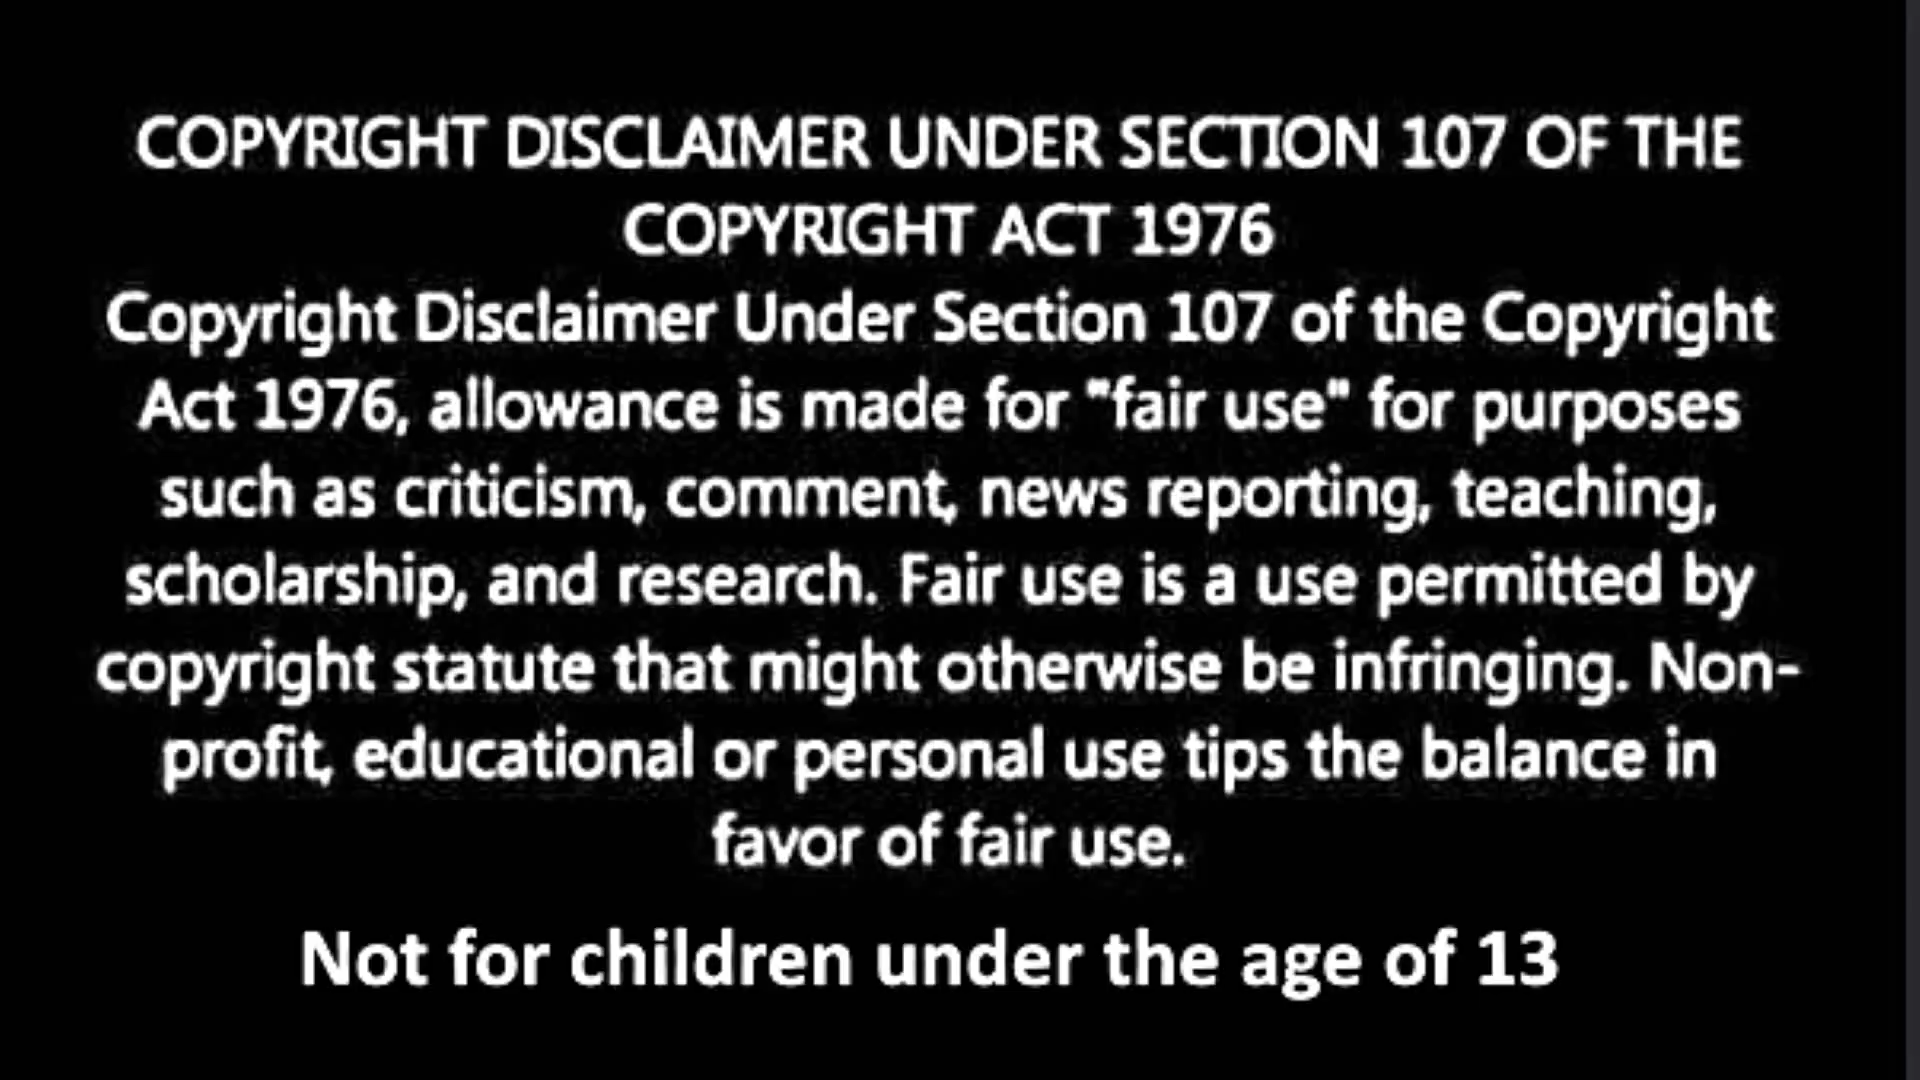 COPYRIGHT DISCLAIMER UNDER SECTION 107 OF THE
COPYRIGHT ACT 1976
Copyright Disclaimer Under Section 107 of the Copyright
Act 1976, allowance is made for "fair use" for purposes
such as criticism, comment, news reporting, teaching,
scholarship, and research. Fair use is a use permitted by
copyright statute that might otherwise be infringing. Non-
profit, educational or personal use tips the balance in
favor of fair use.
Not for children under the age of 13